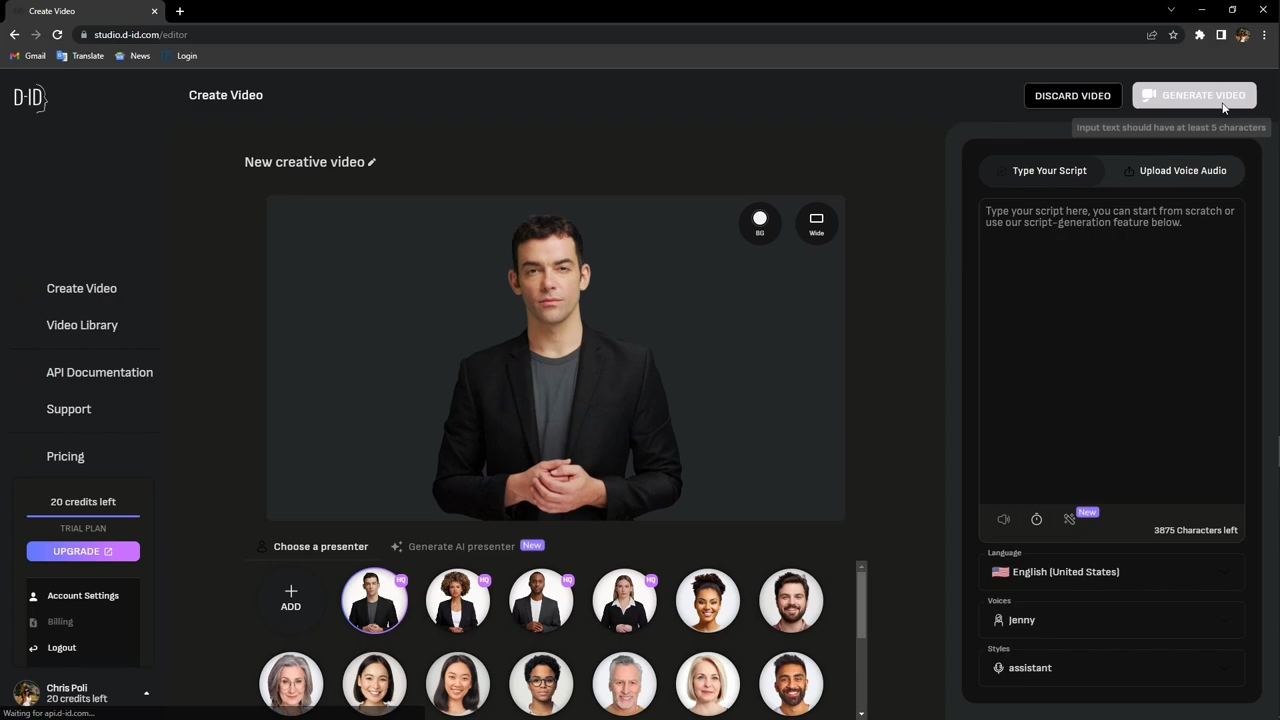 Create Video
studio.d-id.com/editor
Gmail
Translate
News
Login
D-ID
Create Video
DISCARD VIDEO
GENERATE VIDEO
Input text should have at least 5 characters
New creative video
BG
Wide
Type Your Script
Upload Voice Audio
Type your script here, you can start from scratch or
use our script-generation feature below.
New
3875 Characters left
Language
English (United States)
Voices
Jenny
Styles
assistant
Create Video
Video Library
API Documentation
Support
Pricing
20 credits left
TRIAL PLAN
UPGRADE
Account Settings
Billing
Logout
Chris Poli
20 credits left
Waiting for api.d-id.com...
Choose a presenter
Generate AI presenter
New
ADD
HQ
HQ
HQ
HQ